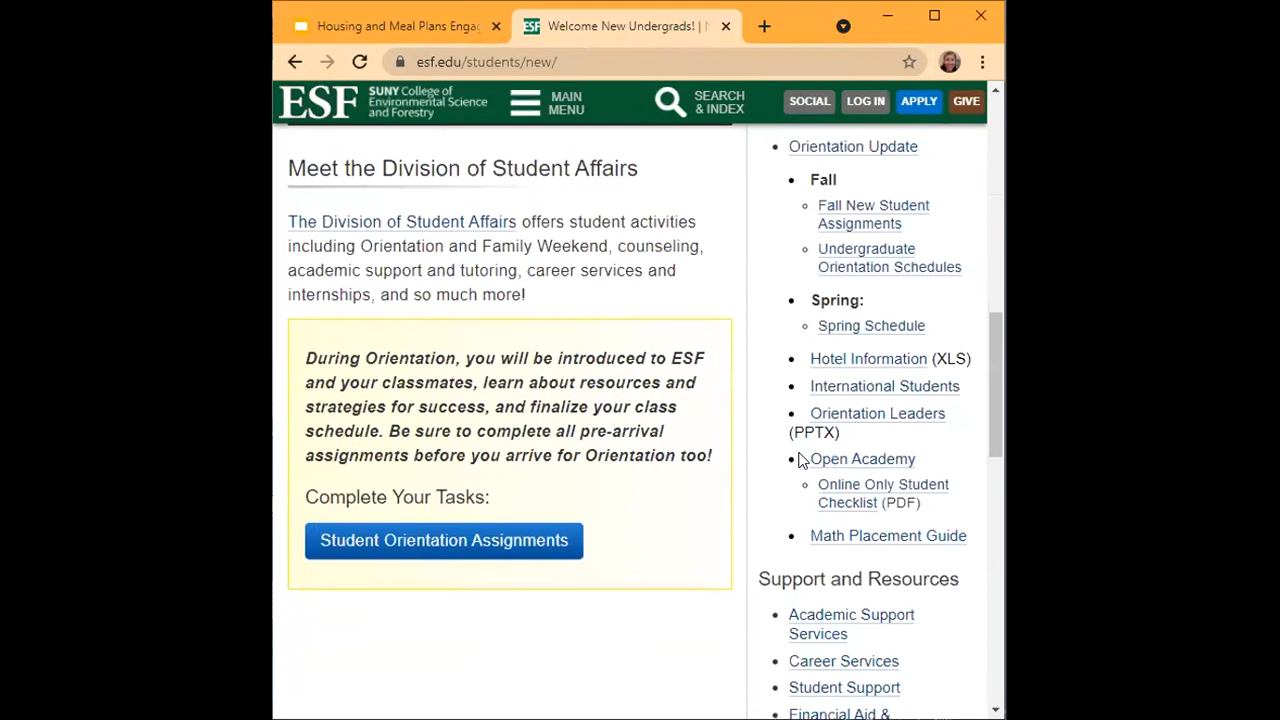 Housing and Meal Plans Enga
Welcome New Undergrads! | N
esf.edu/students/new/
ESF SUNY College of Environmental Science and Forestry
MAIN MENU
SEARCH & INDEX
SOCIAL
LOG IN
APPLY
GIVE
Meet the Division of Student Affairs
The Division of Student Affairs offers student activities
including Orientation and Family Weekend, counseling,
academic support and tutoring, career services and
internships, and so much more!
During Orientation, you will be introduced to ESF
and your classmates, learn about resources and
strategies for success, and finalize your class
schedule. Be sure to complete all pre-arrival
assignments before you arrive for Orientation too!
Complete Your Tasks:
Student Orientation Assignments
Orientation Update
Fall
Fall New Student
Assignments
Undergraduate
Orientation Schedules
Spring:
Spring Schedule
Hotel Information (XLS)
International Students
Orientation Leaders
(PPTX)
Open Academy
Online Only Student
Checklist (PDF)
Math Placement Guide
Support and Resources
Academic Support
Services
Career Services
Student Support
Financial Aid &